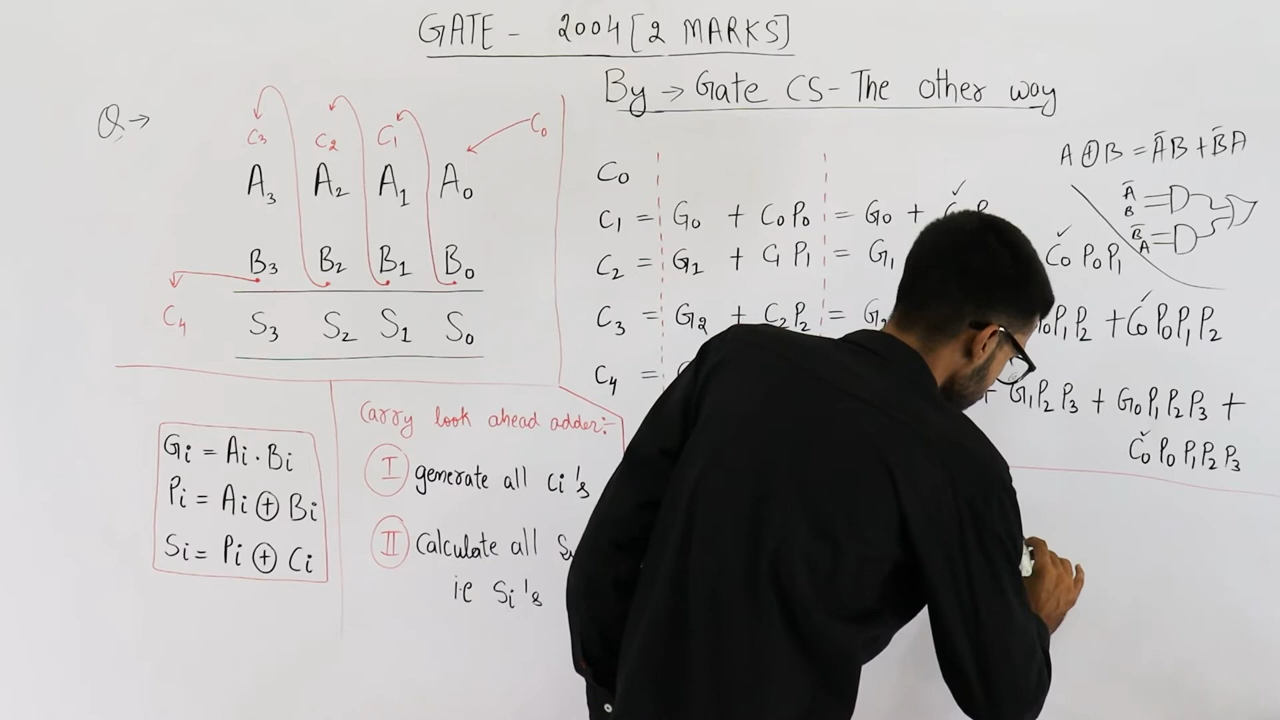 GATE - 2004 [2 MARKS]
By → Gate CS - The other way
Q →
C3 C2 C1 C0
A3 A2 A1 A0
B3 B2 B1 B0
C4
S3 S2 S1 S0
Gi = Ai · Bi
Pi = Ai ⊕ Bi
Si = Pi ⊕ Ci
Carry look ahead adder:-
I generate all Ci's
II Calculate all
i.e Si's
A ⊕ B = A̅B + B̅A
A̅
B
B̅
A
C0
C1 = G0 + C0P0 = G0 +
C2 = G1 + C1P1 = G1 C0P0P1
C3 = G2 + C2P2 = G2 P1P2 + C0P0P1P2
C4 = + G1P2P3 + G0P1P2P3 +
C0P0P1P2P3